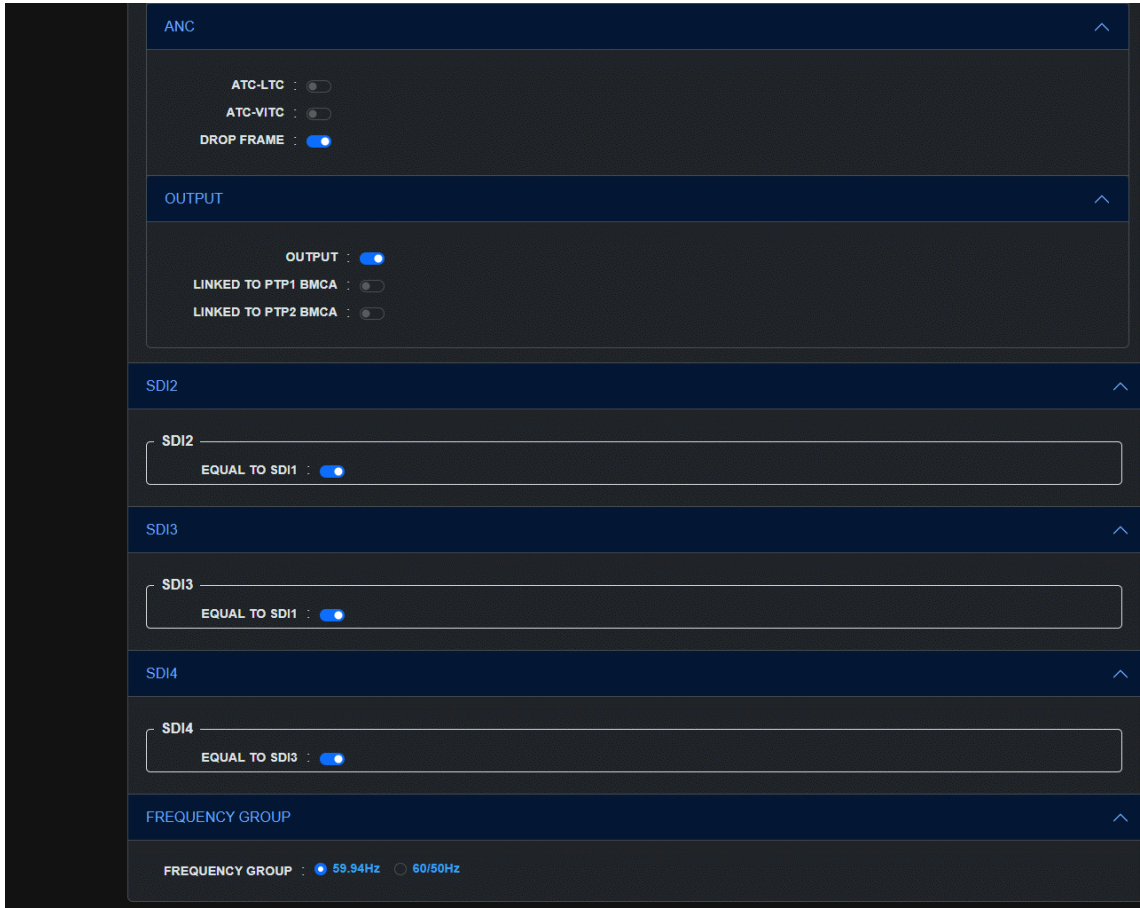 ANC
ATC-LTC :
ATC-VITC :
DROP FRAME :
OUTPUT
OUTPUT :
LINKED TO PTP1 BMCA :
LINKED TO PTP2 BMCA :
SDI2
SDI2
EQUAL TO SDI1 :
SDI3
SDI3
EQUAL TO SDI1 :
SDI4
SDI4
EQUAL TO SDI3 :
FREQUENCY GROUP
FREQUENCY GROUP : 59.94Hz 60/50Hz